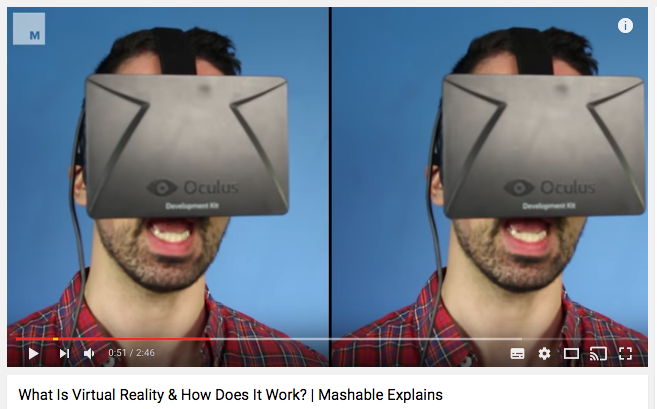 M
Oculus
Development Kit
Oculus
Development Kit
0:51 / 2:46
What Is Virtual Reality & How Does It Work? | Mashable Explains